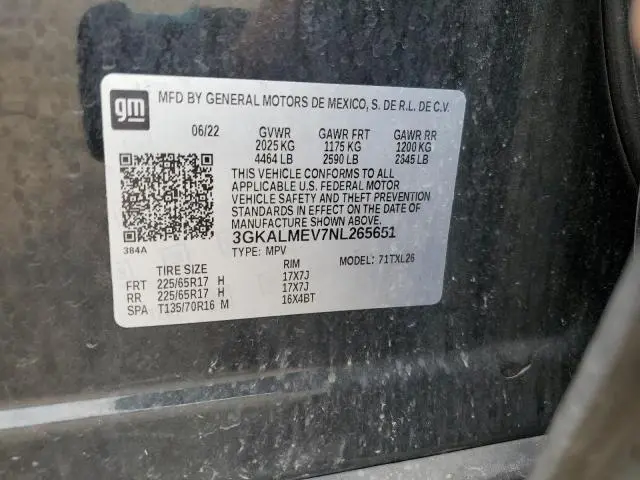 gm
MFD BY GENERAL MOTORS DE MEXICO, S. DE R.L. DE C.V.
06/22 GVWR GAWR FRT GAWR RR
2025 KG 1175 KG 1200 KG
4464 LB 2590 LB 2645 LB
THIS VEHICLE CONFORMS TO ALL
APPLICABLE U.S. FEDERAL MOTOR
VEHICLE SAFETY AND THEFT PREVENTION
STANDARDS IN EFFECT ON THE DATE OF
MANUFACTURE SHOWN ABOVE.
384A
3GKALMEV7NL265651
TYPE: MPV MODEL: 71TXL26
TIRE SIZE RIM
FRT 225/65R17 H 17X7J
RR 225/65R17 H 17X7J
SPA T135/70R16 M 16X4BT